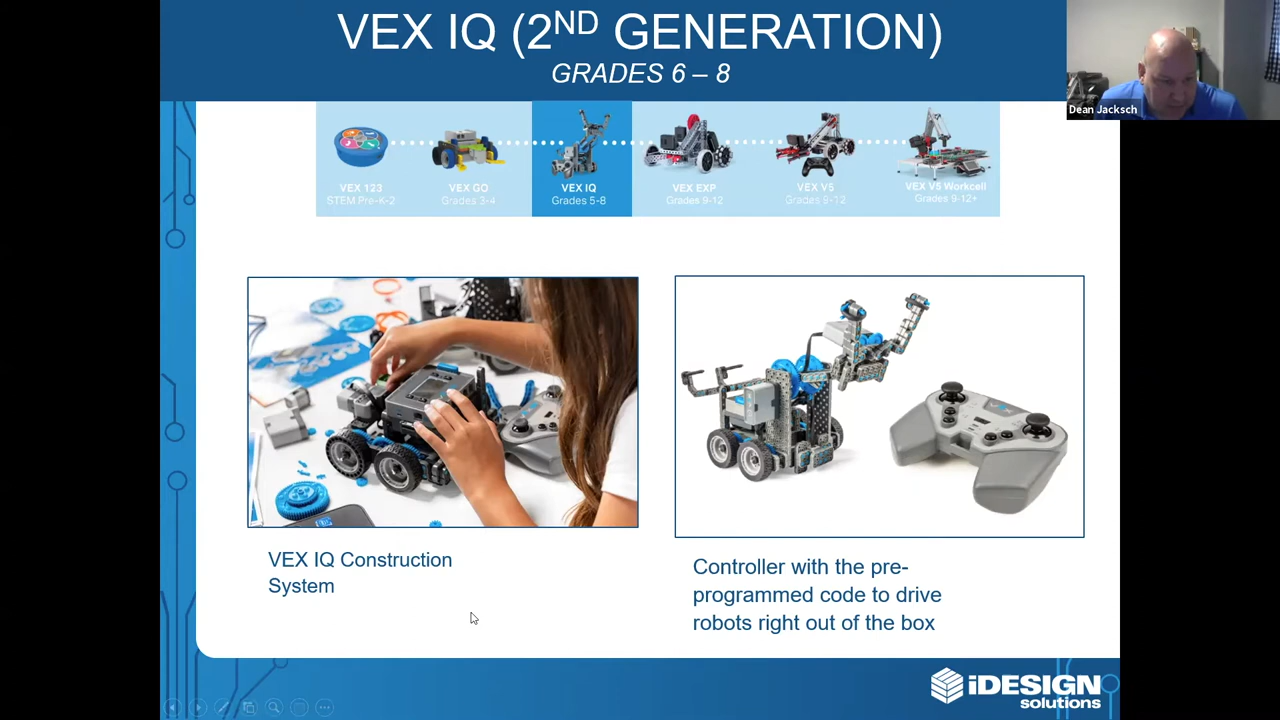 VEX IQ (2ND GENERATION)
GRADES 6 – 8
Dean Jacksch
VEX 123
STEM Pre-K-2
VEX GO
Grades 3-4
VEX IQ
Grades 5-8
VEX EXP
Grades 9-12
VEX V5
Grades 9-12
VEX V5 Workcell
Grades 9-12+
VEX IQ Construction
System
Controller with the pre-
programmed code to drive
robots right out of the box
iDESIGN
solutions